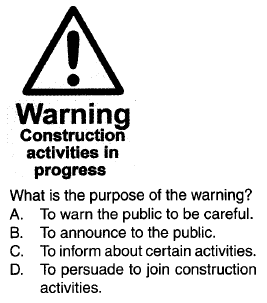 Warning
Construction
activities in
progress
What is the purpose of the warning?
A. To warn the public to be careful.
B. To announce to the public.
C. To inform about certain activities.
D. To persuade to join construction
activities.